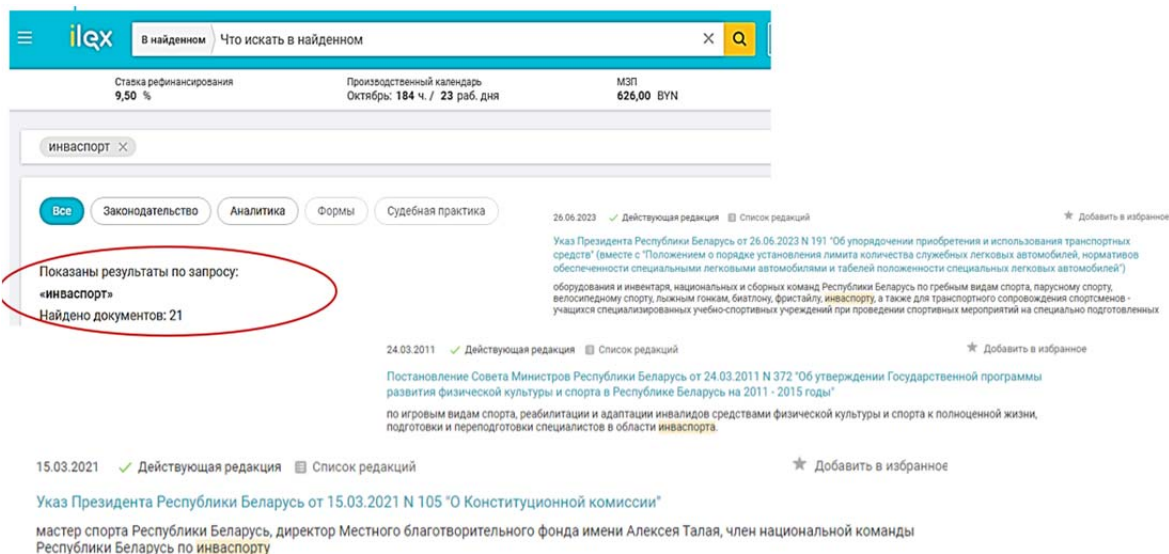 ilex
В найденном
Что искать в найденном
Ставка рефинансирования
9,50 %
Производственный календарь
Октябрь: 184 ч. / 23 раб. дня
МЗП
626,00 BYN
инваспорт
Все
Законодательство
Аналитика
Формы
Судебная практика
Показаны результаты по запросу:
«инваспорт»
Найдено документов: 21
26.06.2023 Действующая редакция Список редакций Добавить в избранное
Указ Президента Республики Беларусь от 26.06.2023 N 191 "Об упорядочении приобретения и использования транспортных
средств" (вместе с "Положением о порядке установления лимита количества служебных легковых автомобилей, нормативов
обеспеченности специальными легковыми автомобилями и табелей положенности специальных легковых автомобилей")
оборудования и инвентаря, национальных и сборных команд Республики Беларусь по гребным видам спорта, парусному спорту,
велосипедному спорту, лыжным гонкам, биатлону, фристайлу, инваспорту, а также для транспортного сопровождения спортсменов -
учащихся специализированных учебно-спортивных учреждений при проведении спортивных мероприятий на специально подготовленных
24.03.2011 Действующая редакция Список редакций Добавить в избранное
Постановление Совета Министров Республики Беларусь от 24.03.2011 N 372 "Об утверждении Государственной программы
развития физической культуры и спорта в Республике Беларусь на 2011 - 2015 годы"
по игровым видам спорта, реабилитации и адаптации инвалидов средствами физической культуры и спорта к полноценной жизни,
подготовки и переподготовки специалистов в области инваспорта.
15.03.2021 Действующая редакция Список редакций Добавить в избранное
Указ Президента Республики Беларусь от 15.03.2021 N 105 "О Конституционной комиссии"
мастер спорта Республики Беларусь, директор Местного благотворительного фонда имени Алексея Талая, член национальной команды
Республики Беларусь по инваспорту